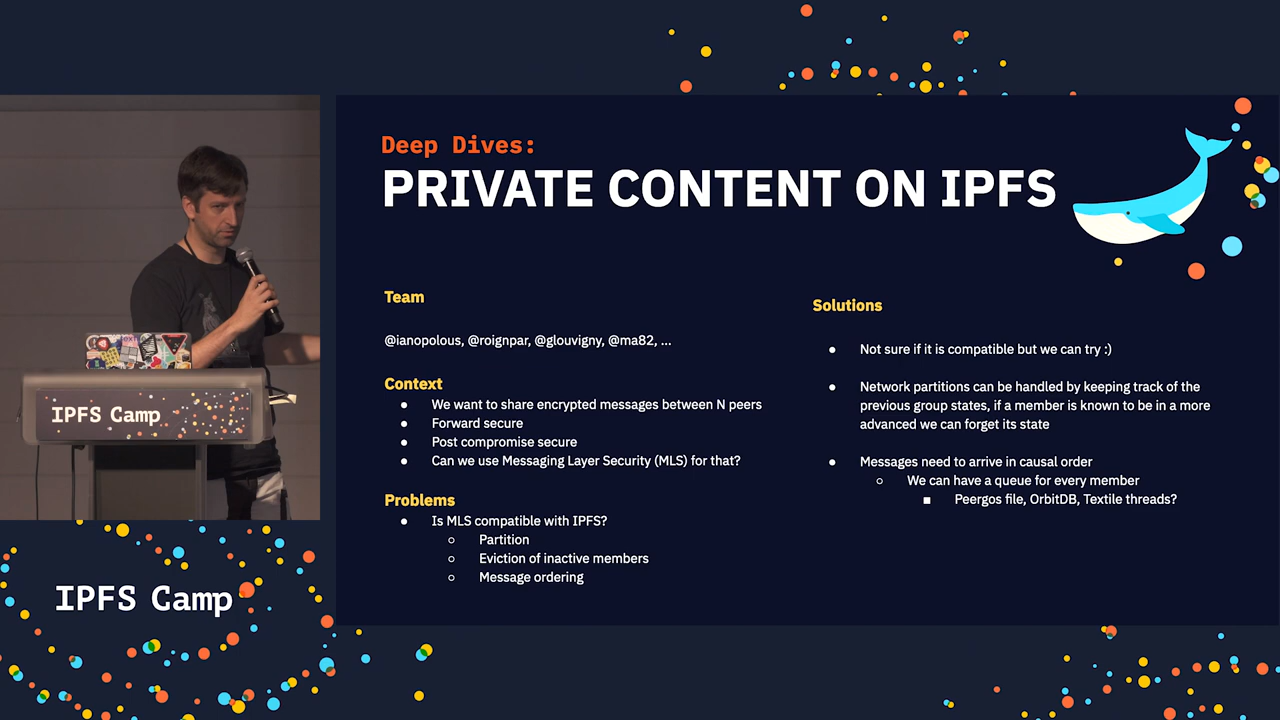 Deep Dives:
PRIVATE CONTENT ON IPFS
Team
@ianopolous, @roignpar, @glouvigny, @ma82, ...
Context
● We want to share encrypted messages between N peers
● Forward secure
● Post compromise secure
● Can we use Messaging Layer Security (MLS) for that?
Problems
● Is MLS compatible with IPFS?
○ Partition
○ Eviction of inactive members
○ Message ordering
Solutions
● Not sure if it is compatible but we can try :)
● Network partitions can be handled by keeping track of the
previous group states, if a member is known to be in a more
advanced we can forget its state
● Messages need to arrive in causal order
○ We can have a queue for every member
■ Peergos file, OrbitDB, Textile threads?
IPFS Camp
IPFS Camp